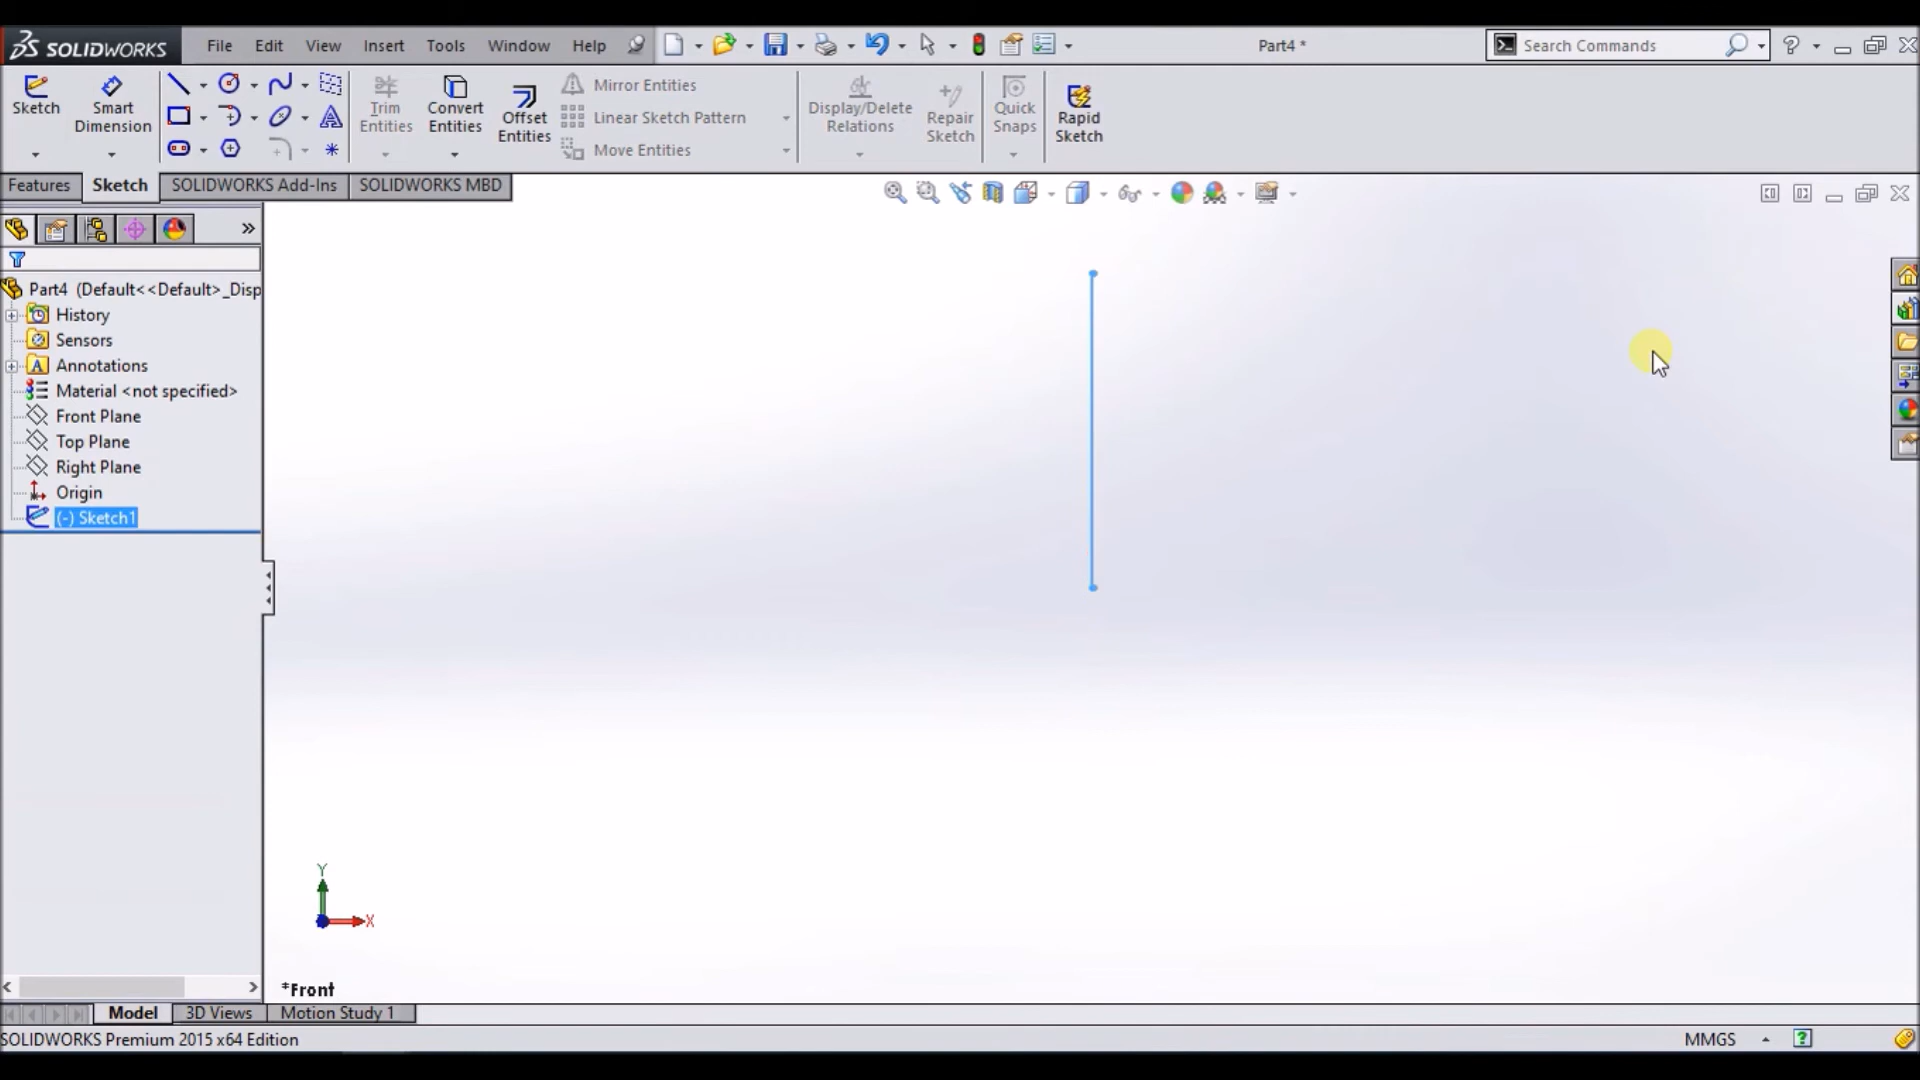 SOLIDWORKS File Edit View Insert Tools Window Help Part4 * Search Commands
Sketch Smart Dimension Trim Entities Convert Entities Offset Entities Mirror Entities Linear Sketch Pattern Move Entities Display/Delete Relations Repair Sketch Quick Snaps Rapid Sketch
Features Sketch SOLIDWORKS Add-Ins SOLIDWORKS MBD
Part4 (Default<<Default>_Disp
History
Sensors
Annotations
Material <not specified>
Front Plane
Top Plane
Right Plane
Origin
(-) Sketch1
Y
X
*Front
Model 3D Views Motion Study 1
SOLIDWORKS Premium 2015 x64 Edition MMGS